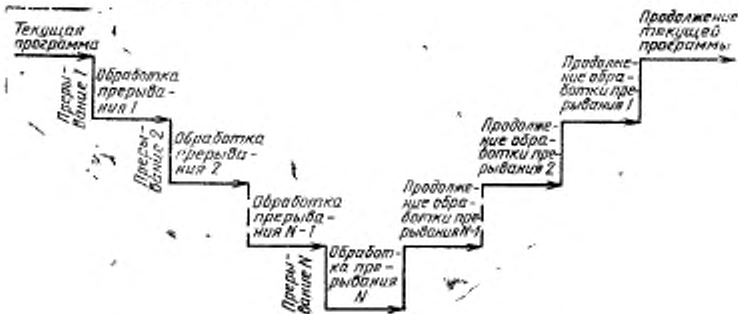 Текущая
программа
Преры-
вание 1
Обработка
прерыва-
ния 1
Преры-
вание 2
Обработка
прерыва-
ния 2
Обработка
прерыва-
ния N-1
Преры-
вание N
Обработ-
ка пре-
рывания
N
Продолже-
ние обра-
ботки пре-
рывания N-1
Продолже-
ние обра-
ботки пре-
рывания 2
Продолже-
ние обра-
ботки пре-
рывания 1
Продолжение
текущей
программы